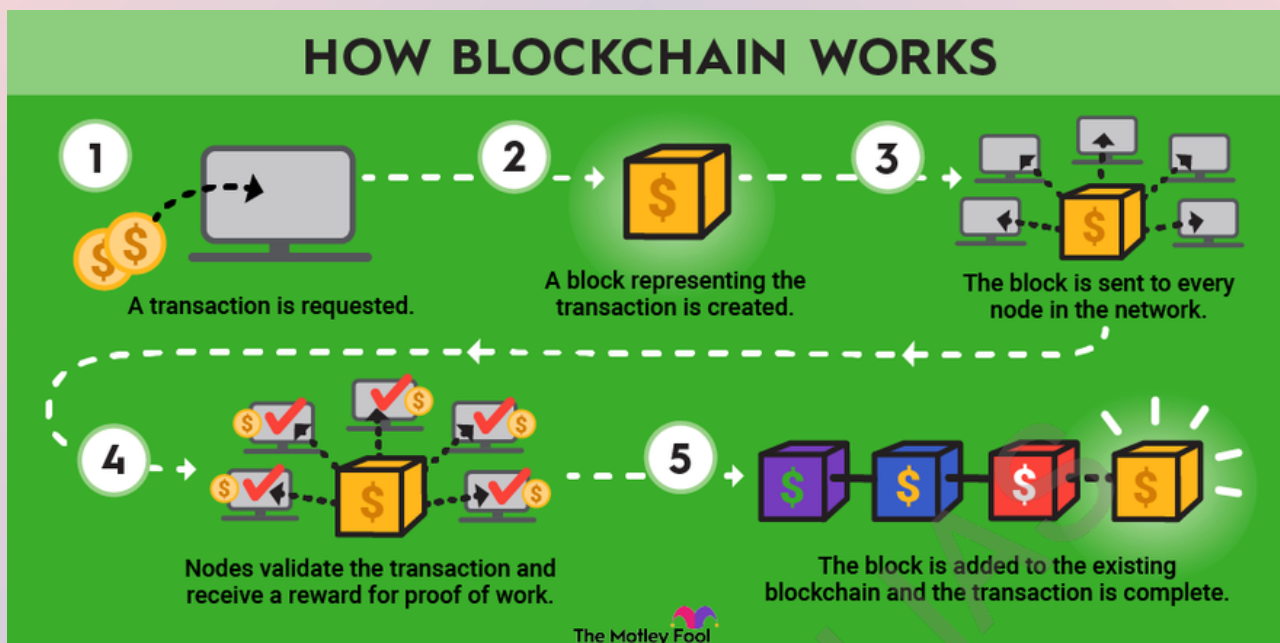 HOW BLOCKCHAIN WORKS
1
A transaction is requested.
2
A block representing the
transaction is created.
3
The block is sent to every
node in the network.
4
Nodes validate the transaction and
receive a reward for proof of work.
5
The block is added to the existing
blockchain and the transaction is complete.
The Motley Fool